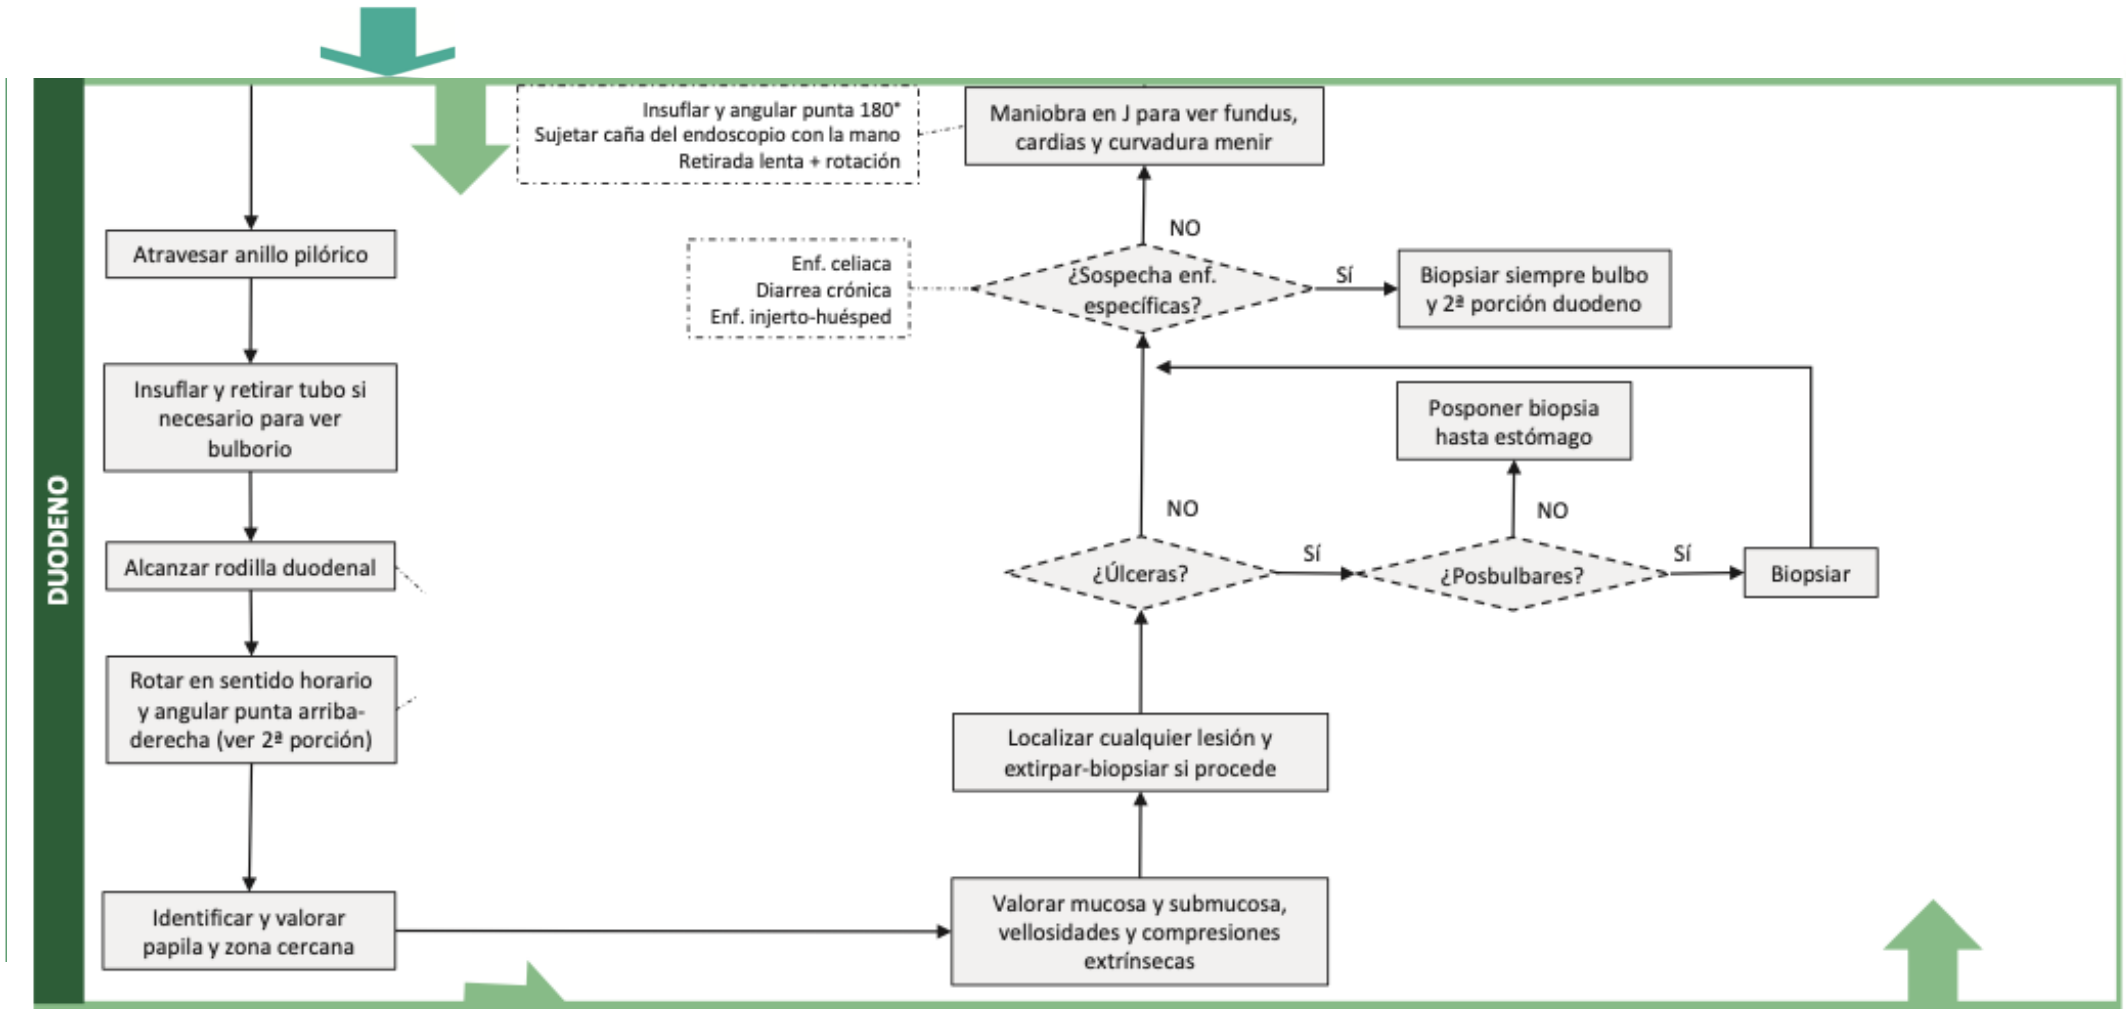 DUODENO
Atravesar anillo pilórico
Insuflar y retirar tubo si
necesario para ver
bulborio
Alcanzar rodilla duodenal
Rotar en sentido horario
y angular punta arriba-
derecha (ver 2ª porción)
Identificar y valorar
papila y zona cercana
Valorar mucosa y submucosa,
vellosidades y compresiones
extrínsecas
Localizar cualquier lesión y
extirpar-biopsiar si procede
¿Úlceras?
Sí
¿Posbulbares?
Sí
Biopsiar
NO
Posponer biopsia
hasta estómago
NO
¿Sospecha enf.
específicas?
Enf. celiaca
Diarrea crónica
Enf. injerto-huésped
Sí
Biopsiar siempre bulbo
y 2ª porción duodeno
NO
Maniobra en J para ver fundus,
cardias y curvadura menir
Insuflar y angular punta 180°
Sujetar caña del endoscopio con la mano
Retirada lenta + rotación